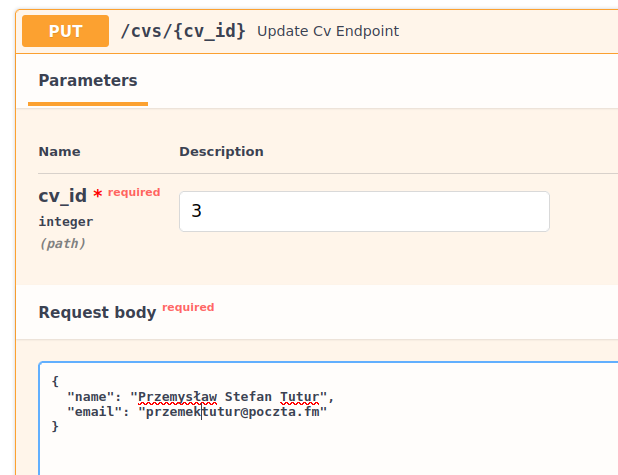 PUT /cvs/{cv_id} Update Cv Endpoint
Parameters
Name Description
cv_id * required 3
integer
(path)
Request body required
{
"name": "Przemysław Stefan Tutur",
"email": "przemektutur@poczta.fm"
}